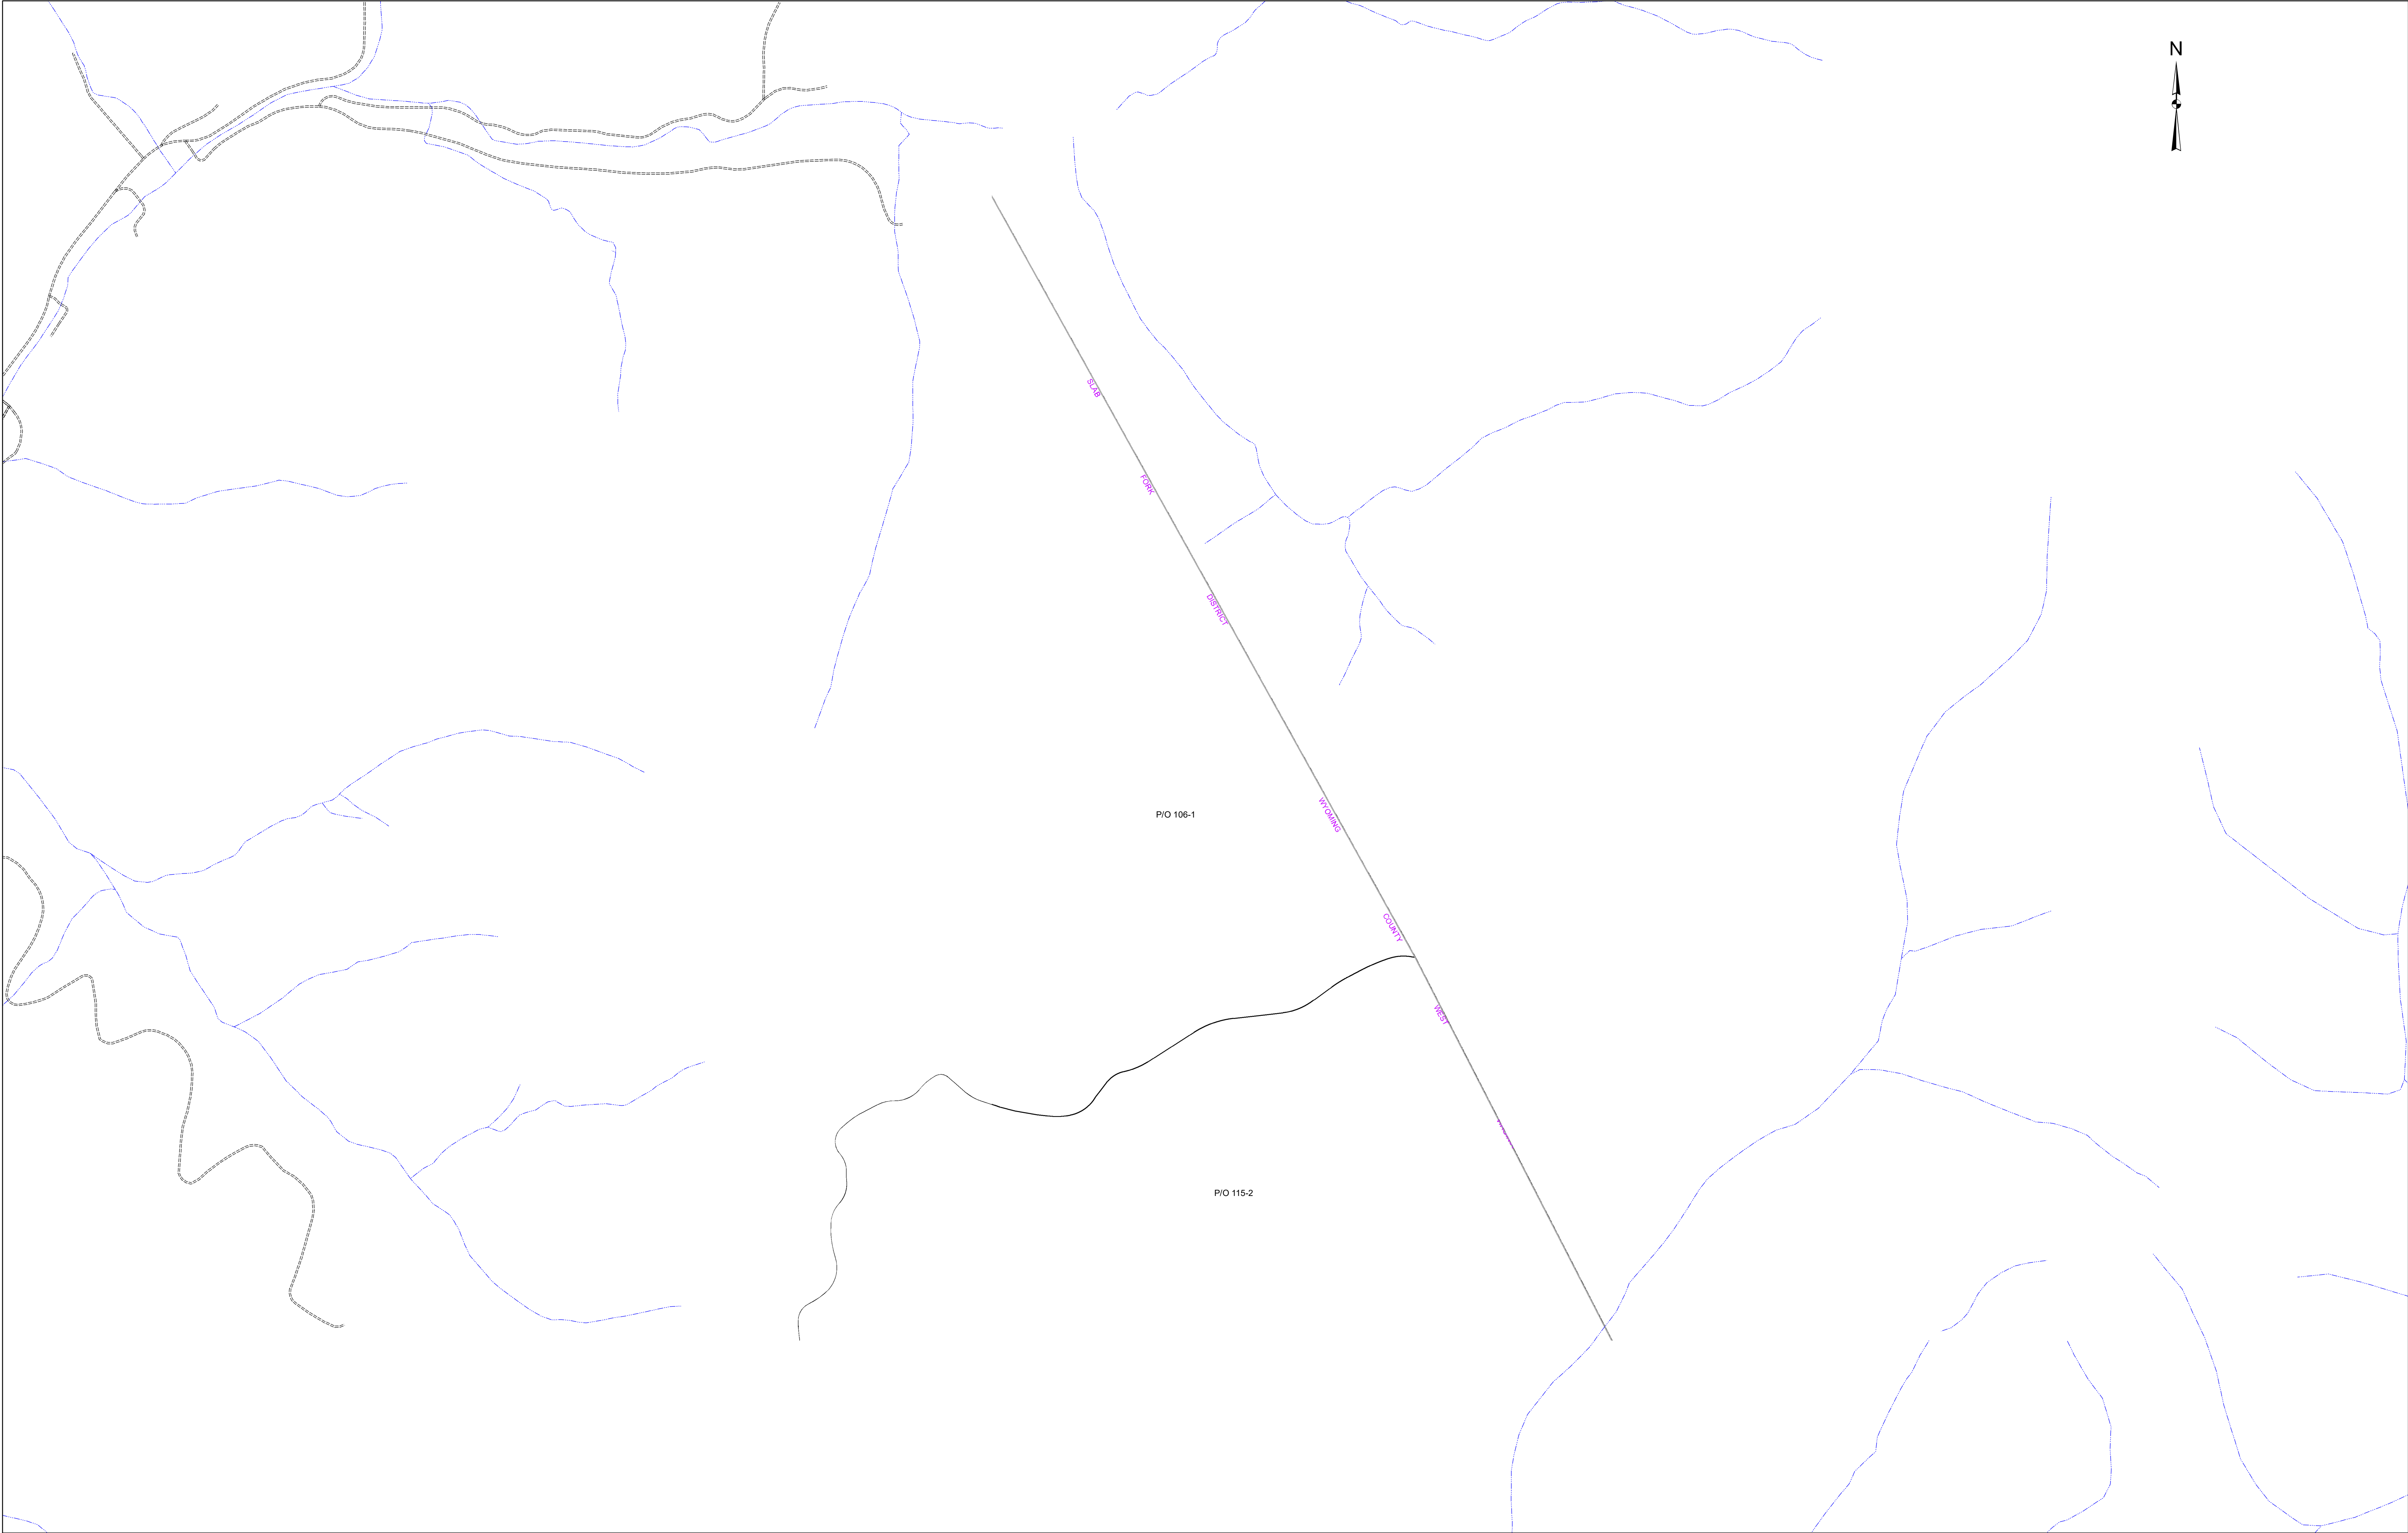 N
SLAB
FORK
DISTRICT
WYOMING
P/O 106-1
COUNTY
WEST
P/O 115-2